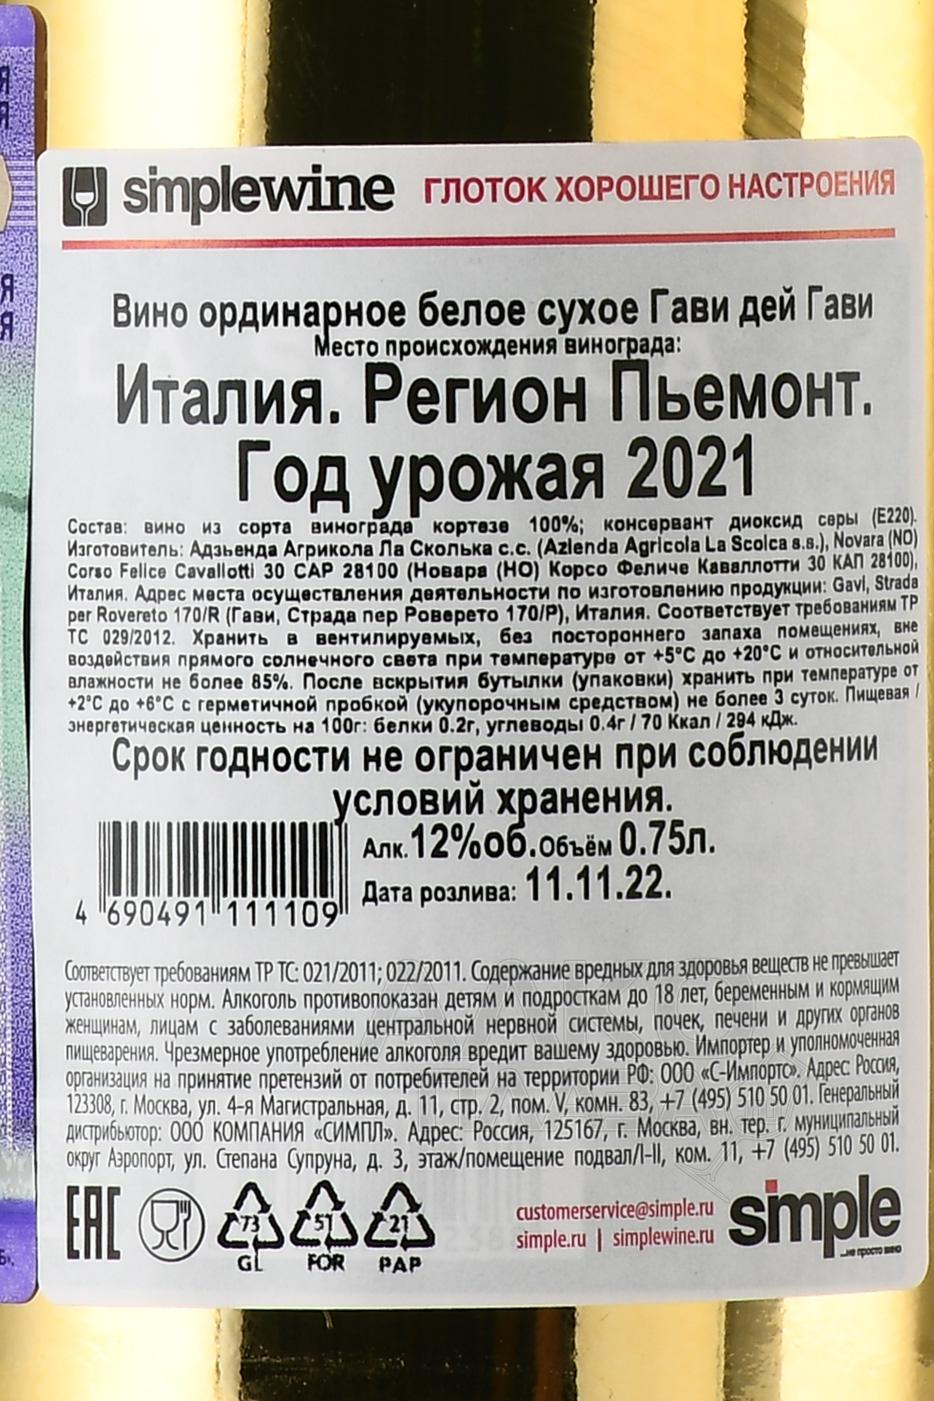 simplewine ГЛОТОК ХОРОШЕГО НАСТРОЕНИЯ
Вино ординарное белое сухое Гави дей Гави
Место происхождения винограда:
Италия. Регион Пьемонт.
Год урожая 2021
Состав: вино из сорта винограда кортезе 100%; консервант диоксид серы (Е220).
Изготовитель: Адзьенда Агрикола Ла Сколька с.с. (Azienda Agricola La Scolca s.s.), Novara (NO)
Corso Felice Cavallotti 30 CAP 28100 (Новара (НО) Корсо Феличе Каваллотти 30 КАП 28100),
Италия. Адрес места осуществления деятельности по изготовлению продукции: Gavi, Strada
per Rovereto 170/R (Гави, Страда пер Роверето 170/Р), Италия. Соответствует требованиям ТР
ТС 029/2012. Хранить в вентилируемых, без постороннего запаха помещениях, вне
воздействия прямого солнечного света при температуре от +5°С до +20°С и относительной
влажности не более 85%. После вскрытия бутылки (упаковки) хранить при температуре от
+2°С до +6°С с герметичной пробкой (укупорочным средством) не более 3 суток. Пищевая /
энергетическая ценность на 100г: белки 0.2г, углеводы 0.4г / 70 Ккал / 294 кДж.
Срок годности не ограничен при соблюдении
условий хранения.
Алк.12%об.Объём 0.75л.
Дата розлива: 11.11.22.
4 690491 111109
Соответствует требованиям ТР ТС: 021/2011; 022/2011. Содержание вредных для здоровья веществ не превышает
установленных норм. Алкоголь противопоказан детям и подросткам до 18 лет, беременным и кормящим
женщинам, лицам с заболеваниями центральной нервной системы, почек, печени и других органов
пищеварения. Чрезмерное употребление алкоголя вредит вашему здоровью. Импортер и уполномоченная
организация на принятие претензий от потребителей на территории РФ: ООО «С-Импортс». Адрес: Россия,
123308, г. Москва, ул. 4-я Магистральная, д. 11, стр. 2, пом. V, комн. 83, +7 (495) 510 50 01. Генеральный
дистрибьютор: ООО КОМПАНИЯ «СИМПЛ». Адрес: Россия, 125167, г. Москва, вн. тер. г. муниципальный
округ Аэропорт, ул. Степана Супруна, д. 3, этаж/помещение подвал/I-II, ком. 11, +7 (495) 510 50 01.
EAC
73 51 21
GL FOR PAP
customerservice@simple.ru
simple.ru | simplewine.ru
simple
...не просто вино